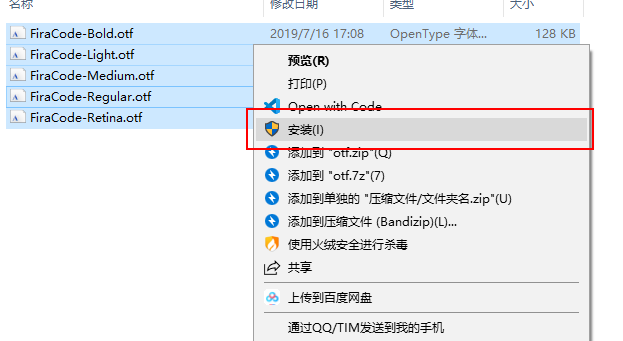 名称 修改日期 类型 大小
FiraCode-Bold.otf 2019/7/16 17:08 OpenType 字体... 128 KB
FiraCode-Light.otf
FiraCode-Medium.otf
FiraCode-Regular.otf
FiraCode-Retina.otf
预览(R)
打印(P)
Open with Code
安装(I)
添加到 "otf.zip"(Q)
添加到 "otf.7z"(7)
添加到单独的 "压缩文件/文件夹名.zip"(U)
添加到压缩文件 (Bandizip)(L)...
使用火绒安全进行杀毒
共享
上传到百度网盘
通过QQ/TIM发送到我的手机